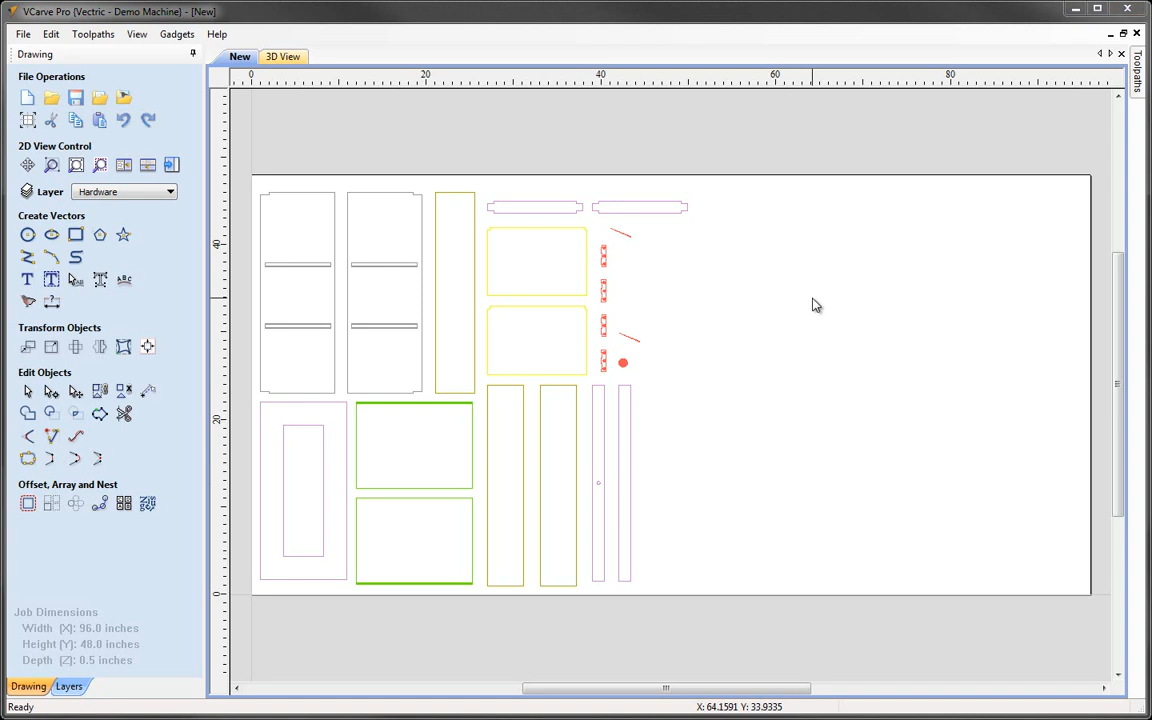 VCarve Pro {Vectric - Demo Machine} - [New]
File Edit Toolpaths View Gadgets Help
Drawing
New
3D View
Toolpaths
File Operations
0 20 40 60 80
2D View Control
Layer Hardware
Create Vectors
40
Transform Objects
Edit Objects
20
Offset, Array and Nest
0
Job Dimensions
Width (X): 96.0 inches
Height (Y): 48.0 inches
Depth (Z): 0.5 inches
Drawing Layers
Ready
X: 64.1591 Y: 33.9335